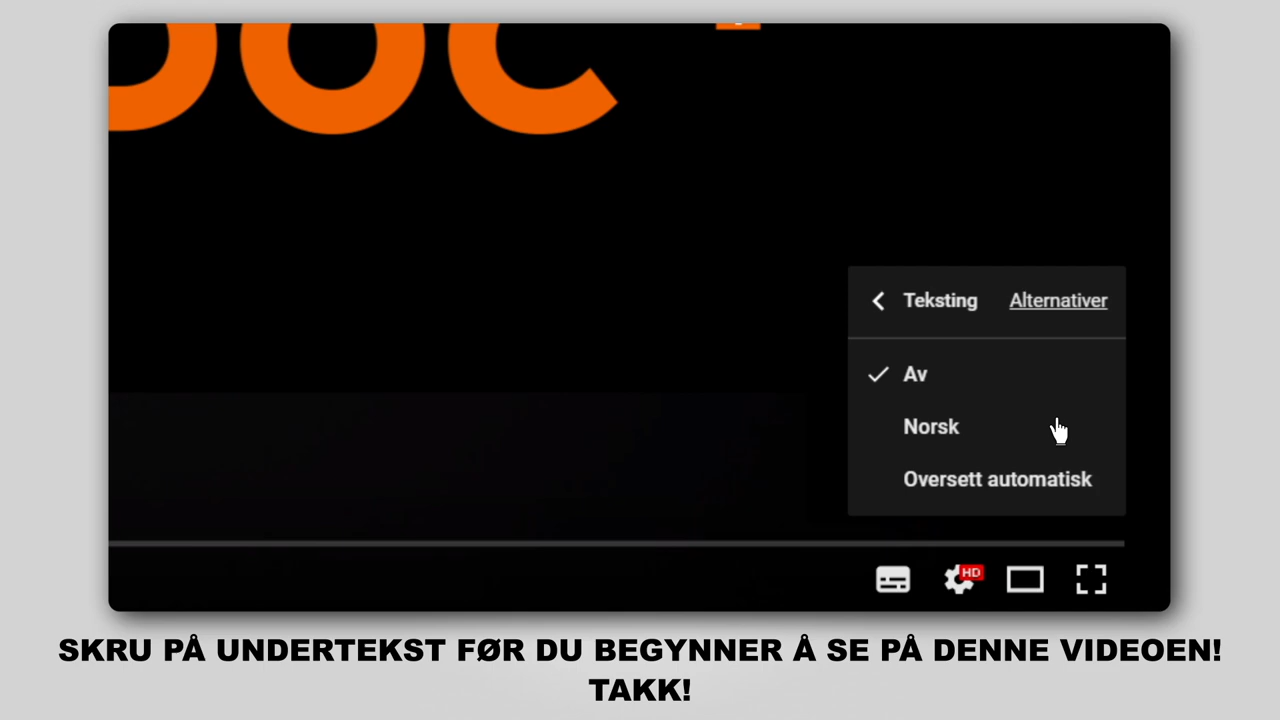 Teksting Alternativer
Av
Norsk
Oversett automatisk
HD
SKRU PÅ UNDERTEKST FØR DU BEGYNNER Å SE PÅ DENNE VIDEOEN!
TAKK!